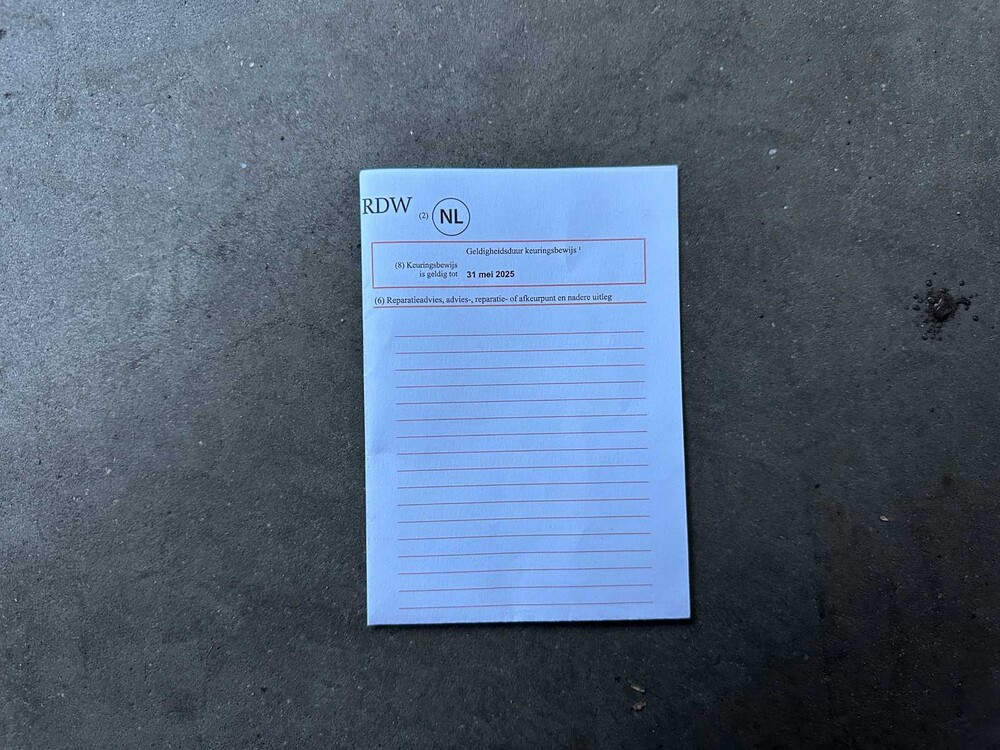 RDW (2) NL
Geldigheidsduur keuringsbewijs ¹
(8) Keuringsbewijs
is geldig tot 31 mei 2025
(6) Reparatieadvies, advies-, reparatie- of afkeurpunt en nadere uitleg